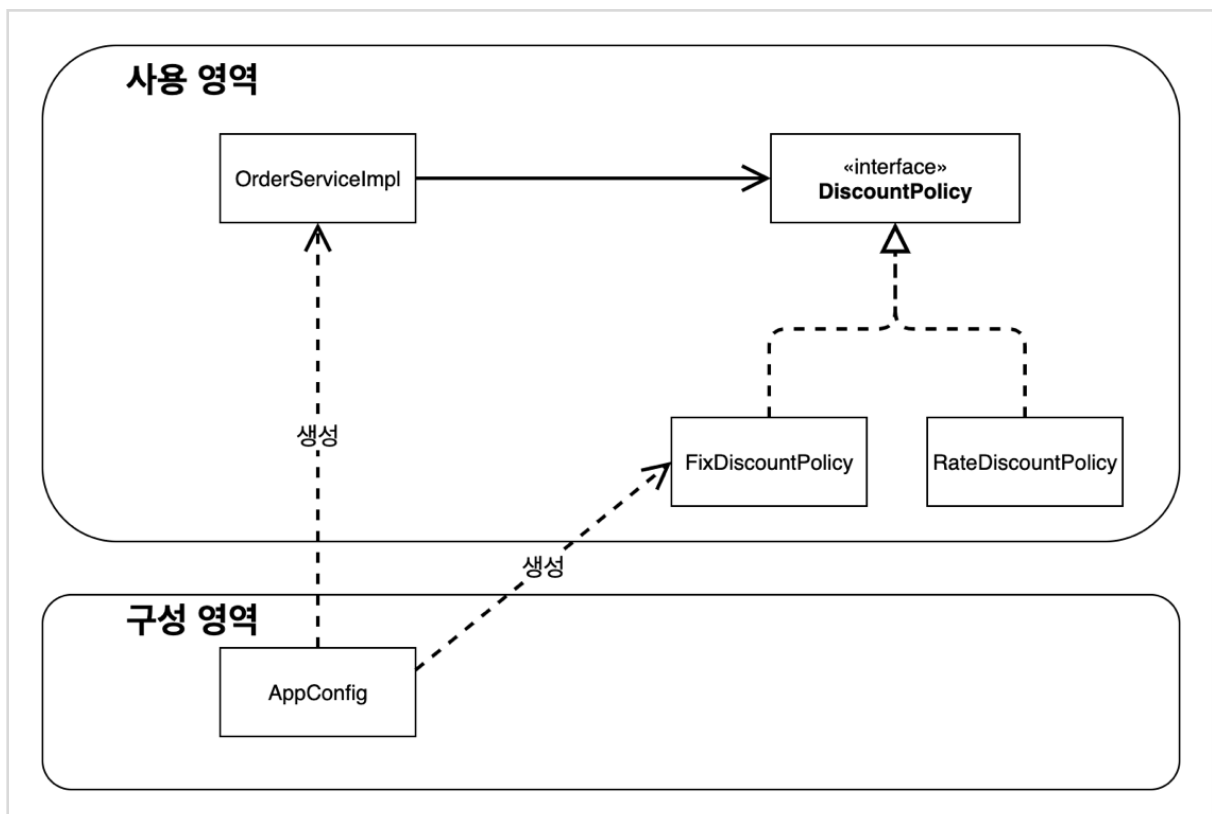 사용 영역
OrderServiceImpl
«interface»
DiscountPolicy
생성
FixDiscountPolicy
RateDiscountPolicy
생성
구성 영역
AppConfig